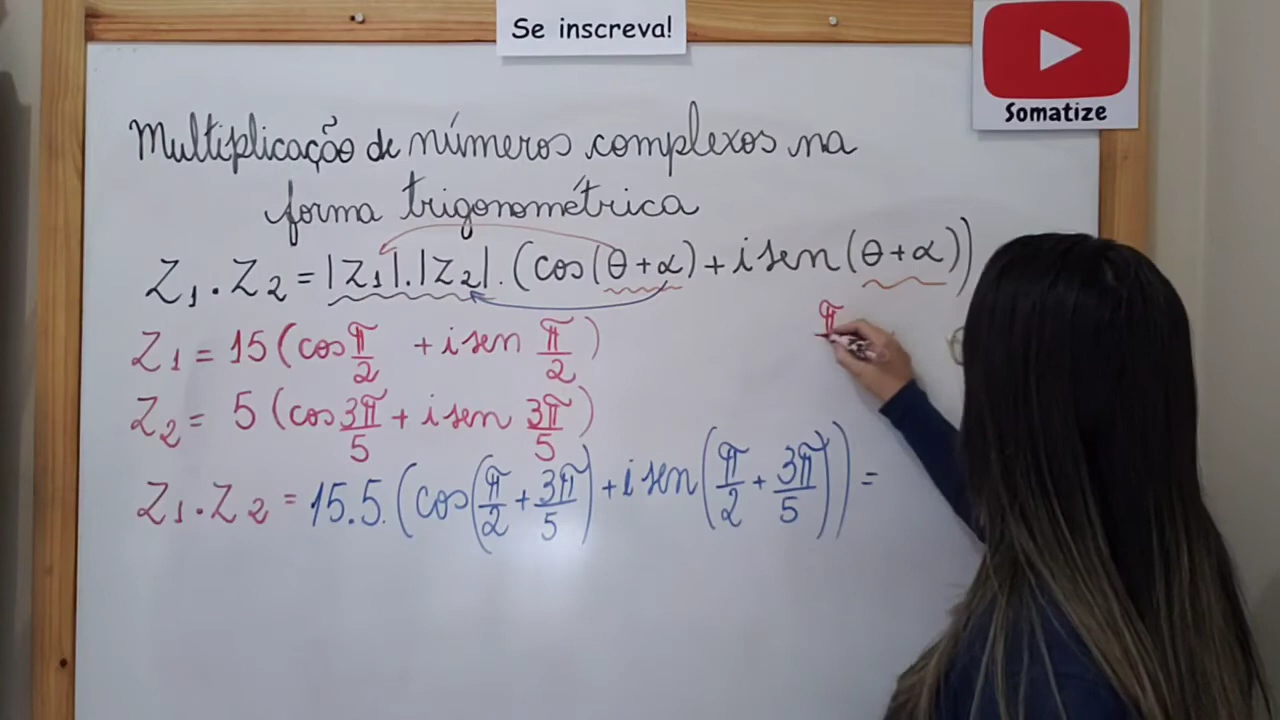 Se inscreva!
Somatize
Multiplicação de números complexos na
forma trigonométrica
Z₁ . Z₂ = |Z₁|.|Z₂|. (cos(θ+α) + i sen (θ+α))
π
Z₁ = 15 (cos π/2 + i sen π/2)
Z₂ = 5 (cos 3π/5 + i sen 3π/5)
Z₁ . Z₂ = 15.5. (cos(π/2 + 3π/5) + i sen(π/2 + 3π/5)) =